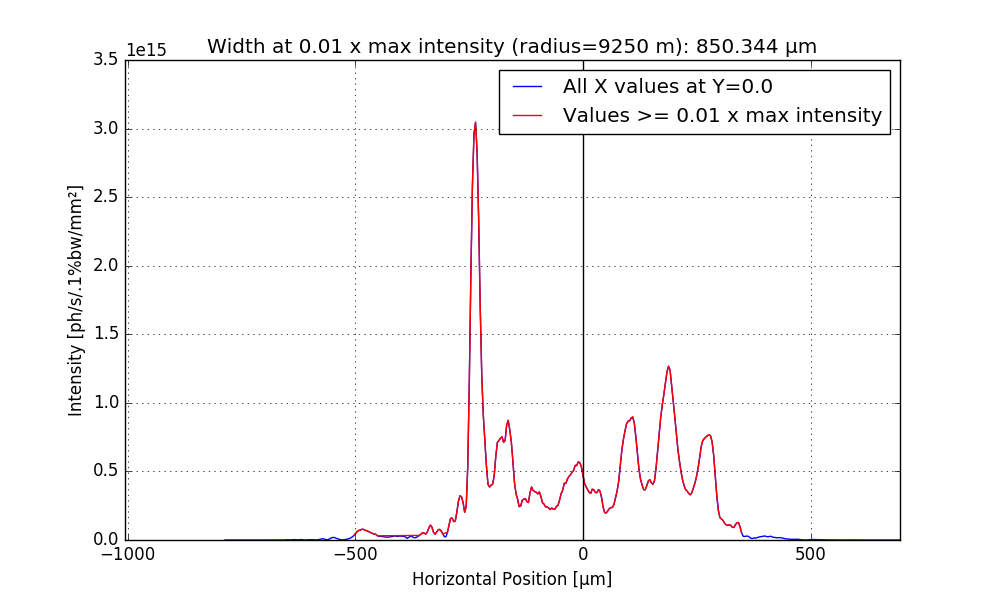 Width at 0.01 x max intensity (radius=9250 m): 850.344 µm
1e15
3.5
3.0
2.5
2.0
1.5
1.0
0.5
0.0
All X values at Y=0.0
Values >= 0.01 x max intensity
Intensity [ph/s/.1%bw/mm²]
−1000
−500
0
500
Horizontal Position [µm]